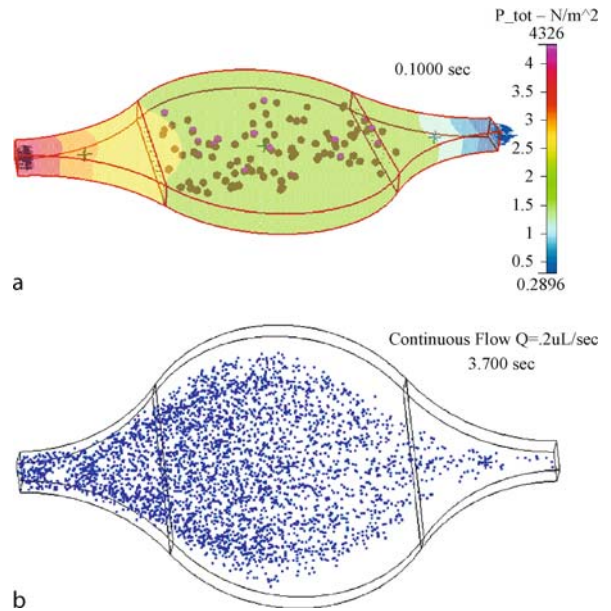 P_tot – N/m^2
4326
0.1000 sec
4
3.5
3
2.5
2
1.5
1
0.5
0.2896
a
Continuous Flow Q=.2uL/sec
3.700 sec
b